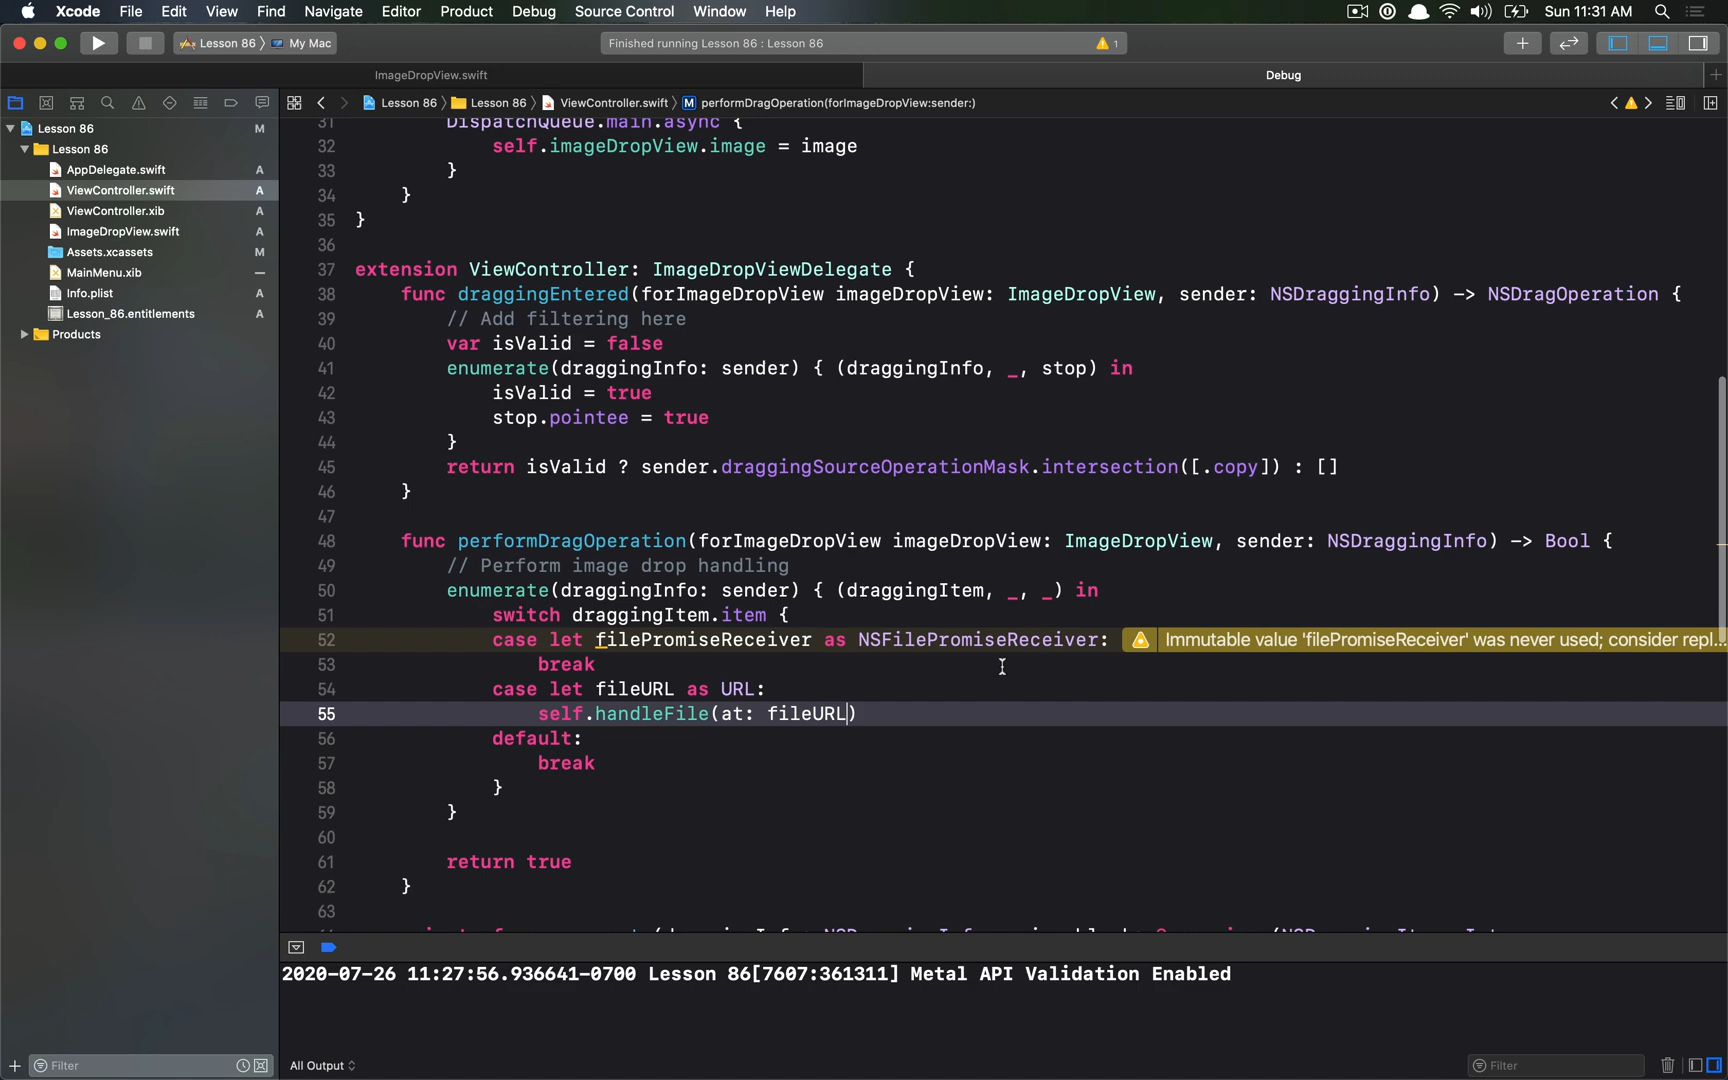 Xcode File Edit View Find Navigate Editor Product Debug Source Control Window Help Sun 11:31 AM
Lesson 86 My Mac Finished running Lesson 86 : Lesson 86 1
ImageDropView.swift Debug
Lesson 86 Lesson 86 ViewController.swift M performDragOperation(forImageDropView:sender:)
Lesson 86 M
Lesson 86
AppDelegate.swift A
ViewController.swift A
ViewController.xib A
ImageDropView.swift A
Assets.xcassets M
MainMenu.xib —
Info.plist A
Lesson_86.entitlements A
Products
31 DispatchQueue.main.async {
32 self.imageDropView.image = image
33 }
34 }
35 }
36
37 extension ViewController: ImageDropViewDelegate {
38 func draggingEntered(forImageDropView imageDropView: ImageDropView, sender: NSDraggingInfo) -> NSDragOperation {
39 // Add filtering here
40 var isValid = false
41 enumerate(draggingInfo: sender) { (draggingInfo, _, stop) in
42 isValid = true
43 stop.pointee = true
44 }
45 return isValid ? sender.draggingSourceOperationMask.intersection([.copy]) : []
46 }
47
48 func performDragOperation(forImageDropView imageDropView: ImageDropView, sender: NSDraggingInfo) -> Bool {
49 // Perform image drop handling
50 enumerate(draggingInfo: sender) { (draggingItem, _, _) in
51 switch draggingItem.item {
52 case let filePromiseReceiver as NSFilePromiseReceiver: Immutable value 'filePromiseReceiver' was never used; consider repl...
53 break
54 case let fileURL as URL:
55 self.handleFile(at: fileURL)
56 default:
57 break
58 }
59 }
60
61 return true
62 }
63
2020-07-26 11:27:56.936641-0700 Lesson 86[7607:361311] Metal API Validation Enabled
Filter All Output Filter